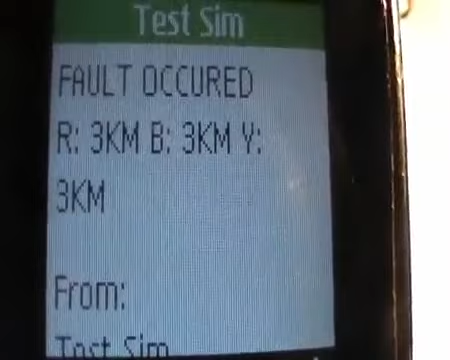 Test Sim
FAULT OCCURED
R: 3KM B: 3KM Y:
3KM
From:
Test Sim